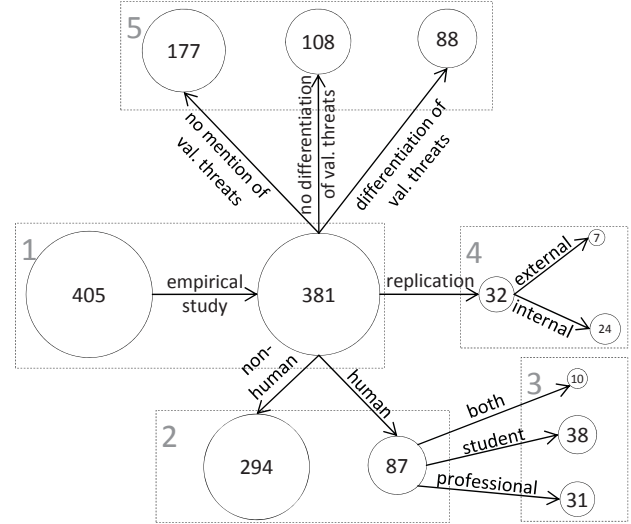 5
177
108
88
no mention of
val. threats
no differentiation
of val. threats
differentiation of
val. threats
1
405
empirical
study
381
replication
4
32
external
7
internal
24
non-
human
human
2
294
87
3
both
10
student
38
professional
31